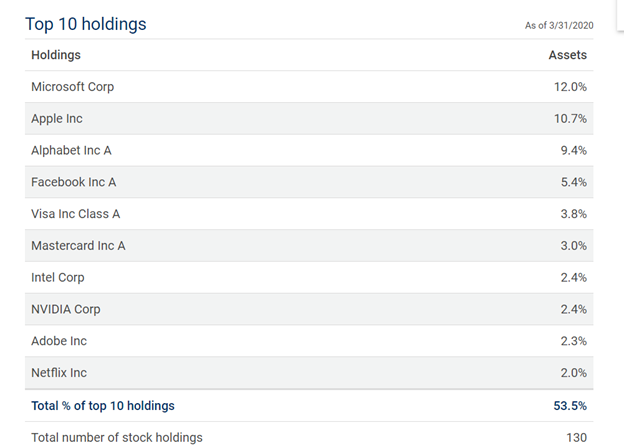 Top 10 holdings As of 3/31/2020
Holdings Assets
Microsoft Corp 12.0%
Apple Inc 10.7%
Alphabet Inc A 9.4%
Facebook Inc A 5.4%
Visa Inc Class A 3.8%
Mastercard Inc A 3.0%
Intel Corp 2.4%
NVIDIA Corp 2.4%
Adobe Inc 2.3%
Netflix Inc 2.0%
Total % of top 10 holdings 53.5%
Total number of stock holdings 130